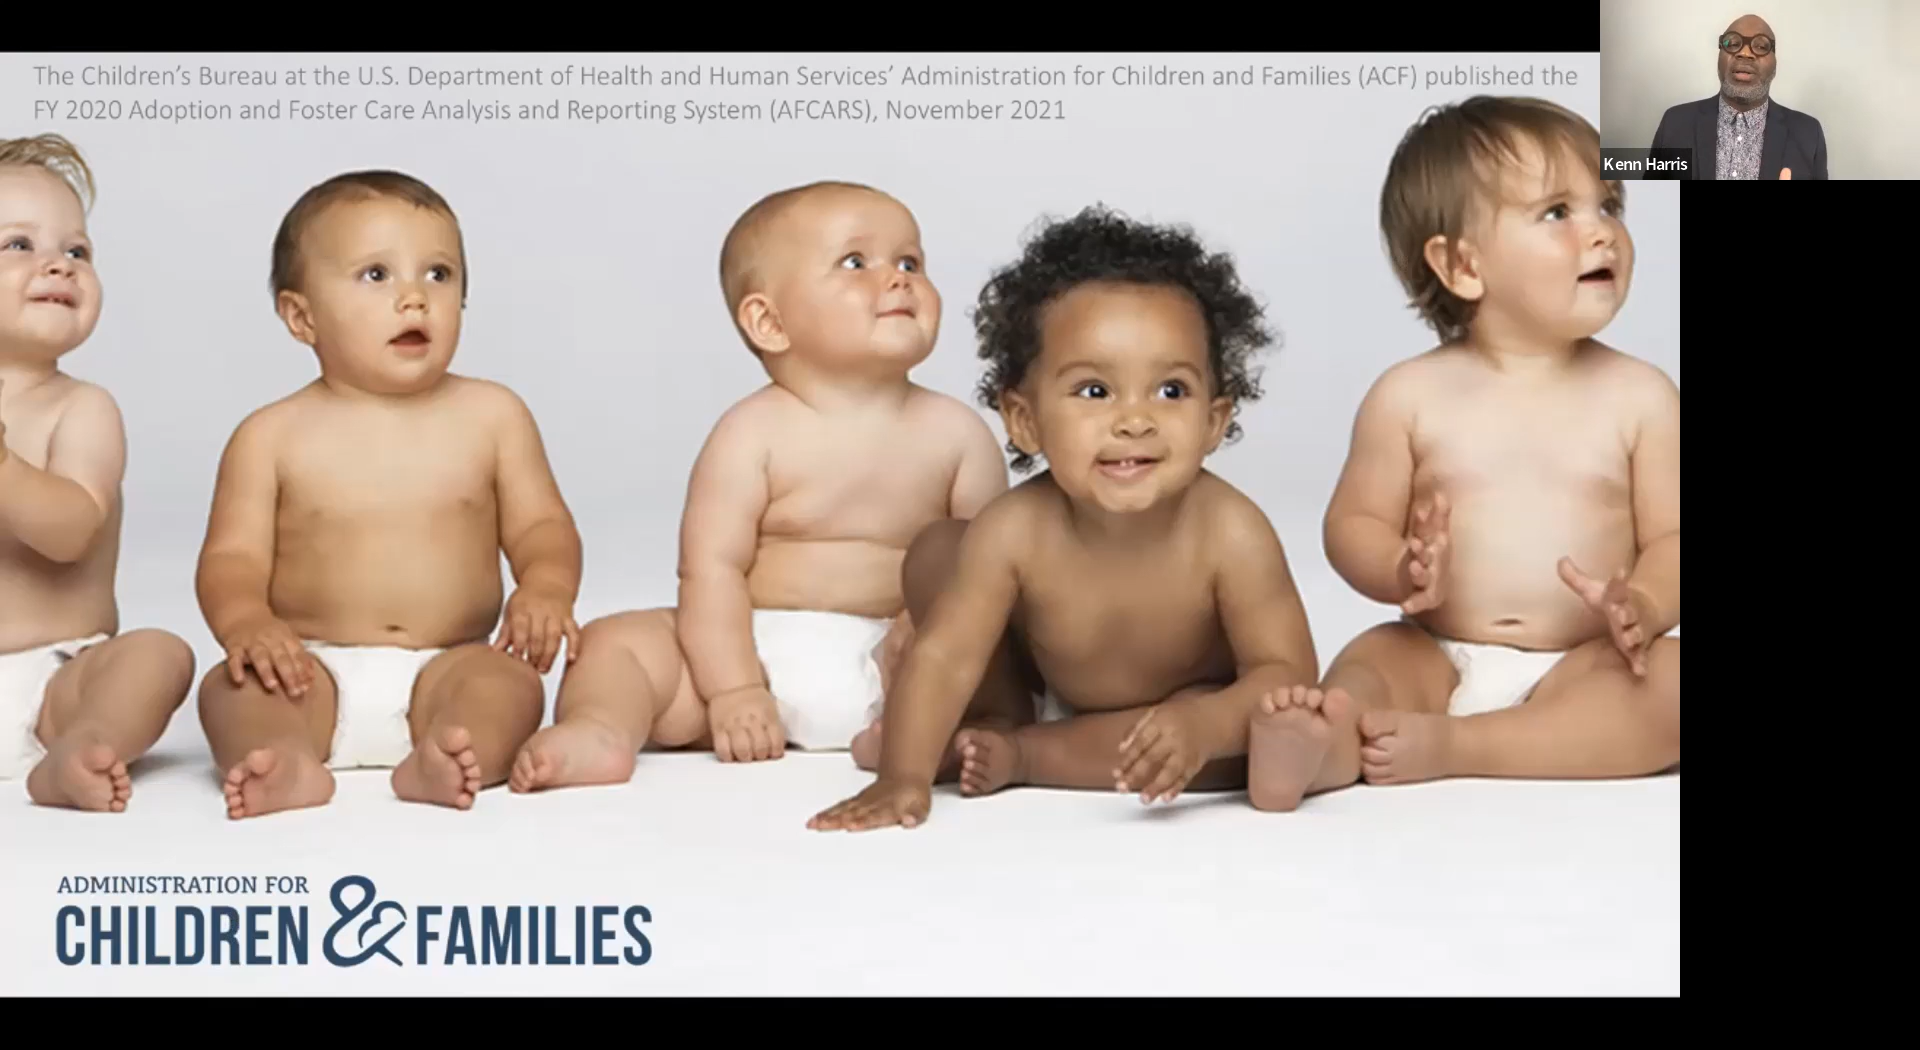 The Children’s Bureau at the U.S. Department of Health and Human Services’ Administration for Children and Families (ACF) published the
FY 2020 Adoption and Foster Care Analysis and Reporting System (AFCARS), November 2021
Kenn Harris
ADMINISTRATION FOR
CHILDREN & FAMILIES